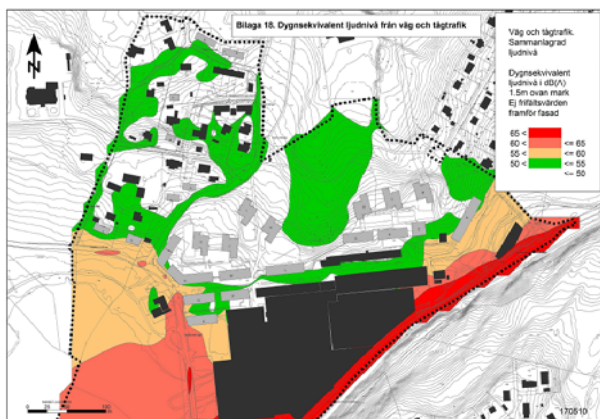 Bilaga 18. Dygnsekvivalent ljudnivå från väg och tågtrafik
N
Väg och tågtrafik.
Sammanlagrad
ljudnivå
Dygnsekvivalent
ljudnivå i dB(A)
1.5m ovan mark
Ej frifältsvärden
framför fasad
65 <
60 < <= 65
55 < <= 60
50 < <= 55
<= 50
170510